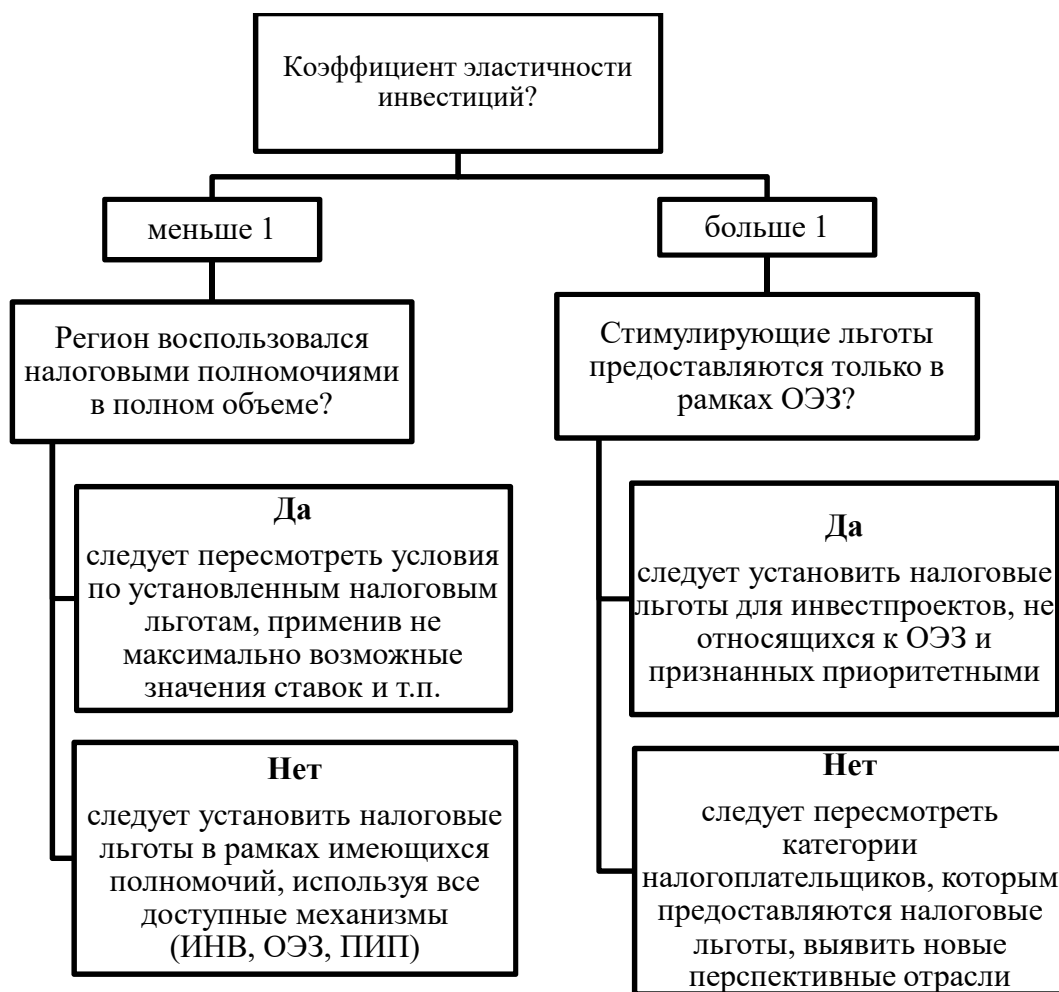 Коэффициент эластичности
инвестиций?
меньше 1
больше 1
Регион воспользовался
налоговыми полномочиями
в полном объеме?
Стимулирующие льготы
предоставляются только в
рамках ОЭЗ?
Да
следует пересмотреть условия
по установленным налоговым
льготам, применив не
максимально возможные
значения ставок и т.п.
Да
следует установить налоговые
льготы для инвестпроектов, не
относящихся к ОЭЗ и
признанных приоритетными
Нет
следует установить налоговые
льготы в рамках имеющихся
полномочий, используя все
доступные механизмы
(ИНВ, ОЭЗ, ПИП)
Нет
следует пересмотреть
категории
налогоплательщиков, которым
предоставляются налоговые
льготы, выявить новые
перспективные отрасли